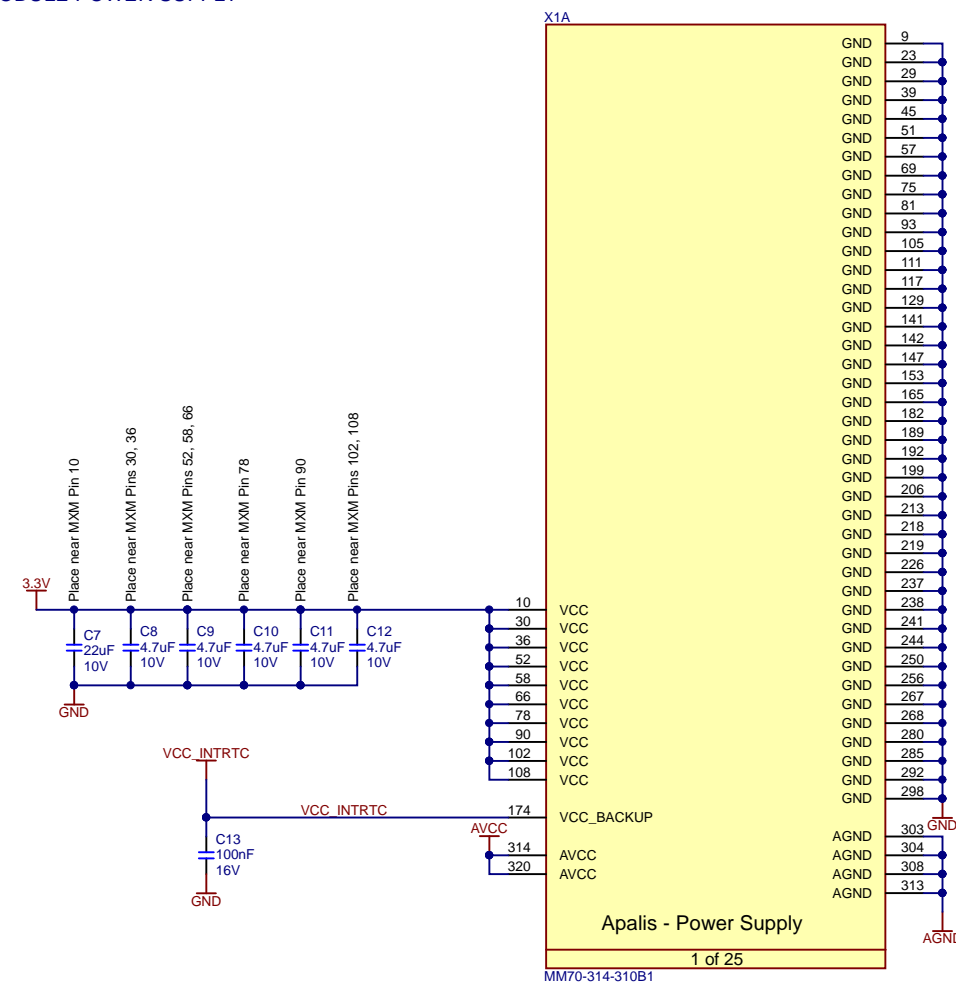 X1A
GND 9
GND 23
GND 29
GND 39
GND 45
GND 51
GND 57
GND 69
GND 75
GND 81
GND 93
GND 105
GND 111
GND 117
GND 129
GND 141
GND 142
GND 147
GND 153
GND 165
GND 182
GND 189
GND 192
GND 199
GND 206
GND 213
GND 218
GND 219
GND 226
GND 237
GND 238
GND 241
GND 244
GND 250
GND 256
GND 267
GND 268
GND 280
GND 285
GND 292
GND 298
GND
AGND 303
AGND 304
AGND 308
AGND 313
AGND
Place near MXM Pin 10
Place near MXM Pins 30, 36
Place near MXM Pins 52, 58, 66
Place near MXM Pin 78
Place near MXM Pin 90
Place near MXM Pins 102, 108
3.3V
C7
22uF
10V
C8
4.7uF
10V
C9
4.7uF
10V
C10
4.7uF
10V
C11
4.7uF
10V
C12
4.7uF
10V
GND
10 VCC
30 VCC
36 VCC
52 VCC
58 VCC
66 VCC
78 VCC
90 VCC
102 VCC
108 VCC
VCC_INTRTC
VCC_INTRTC
174 VCC_BACKUP
C13
100nF
16V
GND
AVCC
314 AVCC
320 AVCC
Apalis - Power Supply
1 of 25
MM70-314-310B1